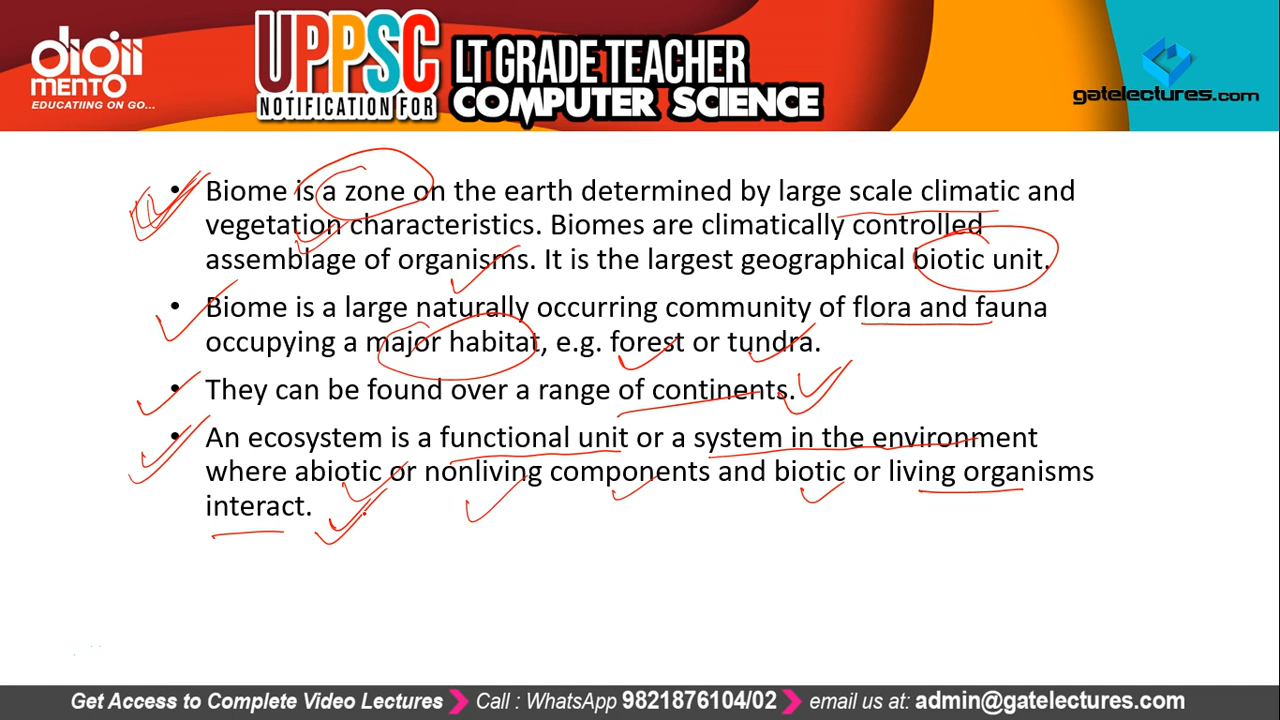 digii
MENTO
EDUCATIING ON GO...
UPPSC
NOTIFICATION FOR
LT GRADE TEACHER
COMPUTER SCIENCE
gatelectures.com
• Biome is a zone on the earth determined by large scale climatic and
vegetation characteristics. Biomes are climatically controlled
assemblage of organisms. It is the largest geographical biotic unit.
• Biome is a large naturally occurring community of flora and fauna
occupying a major habitat, e.g. forest or tundra.
• They can be found over a range of continents.
• An ecosystem is a functional unit or a system in the environment
where abiotic or nonliving components and biotic or living organisms
interact.
Get Access to Complete Video Lectures
Call : WhatsApp 9821876104/02
email us at: admin@gatelectures.com